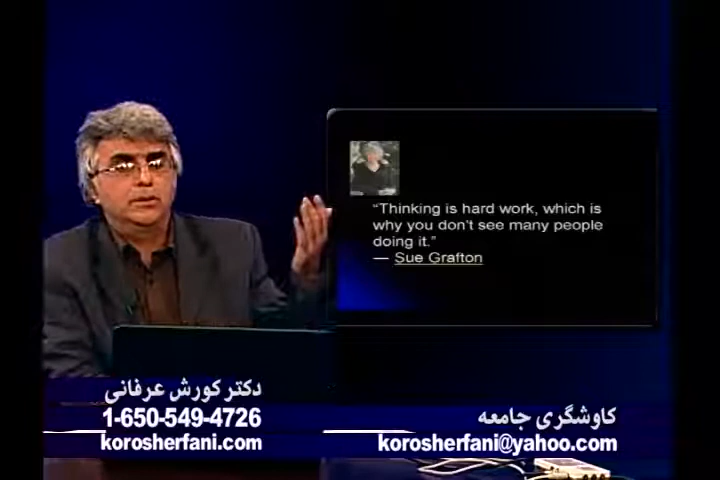 “Thinking is hard work, which is
why you don't see many people
doing it.”
— Sue Grafton
دکتر کورش عرفانی
1-650-549-4726
korosherfani.com
کاوشگری جامعه
korosherfani@yahoo.com